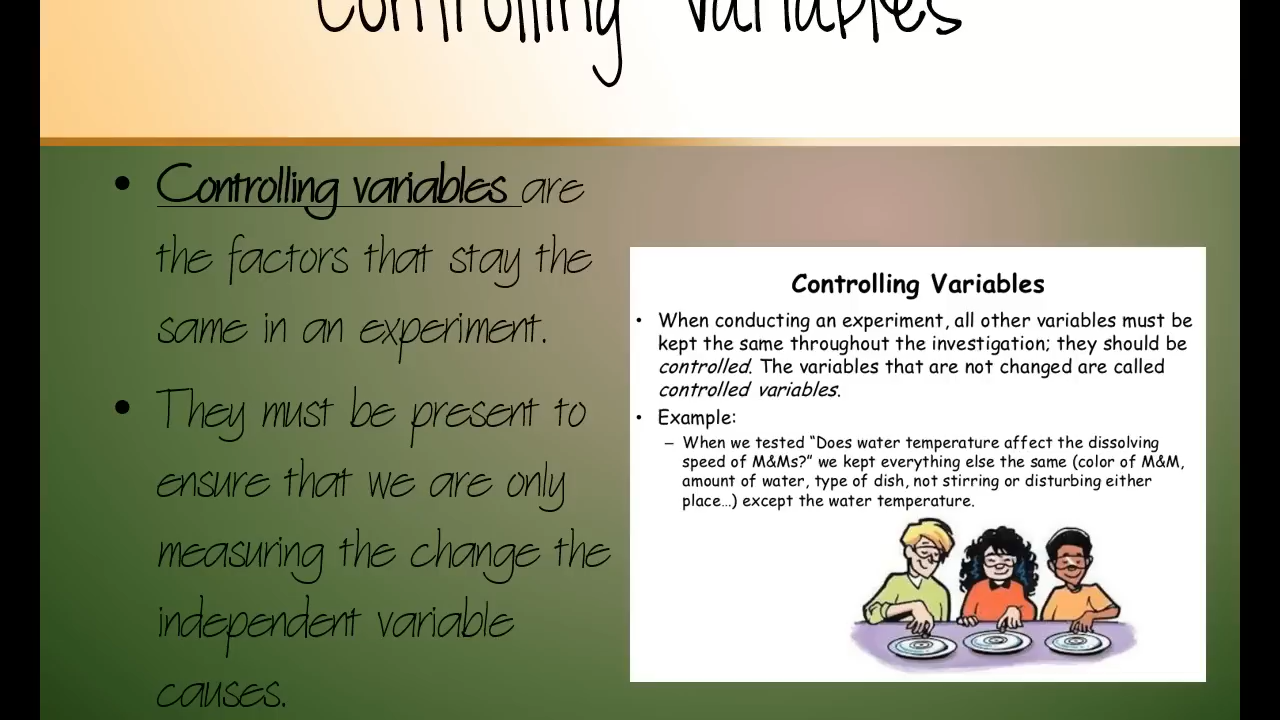 Controlling Variables
• Controlling variables are
the factors that stay the
same in an experiment.
• They must be present to
ensure that we are only
measuring the change the
independent variable
causes.
Controlling Variables
• When conducting an experiment, all other variables must be
kept the same throughout the investigation; they should be
controlled. The variables that are not changed are called
controlled variables.
• Example:
– When we tested “Does water temperature affect the dissolving
speed of M&Ms?” we kept everything else the same (color of M&M,
amount of water, type of dish, not stirring or disturbing either
place…) except the water temperature.